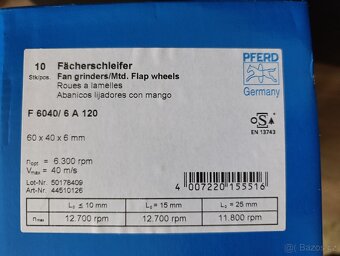 10 Fächerschleifer
Stk/pcs. Fan grinders/Mtd. Flap wheels
Roues a lamelles
Abanicos lijadores con mango
PFERD
Germany
F 6040/ 6 A 120
60 x 40 x 6 mm
oSa
EN 13743
nopt = 6.300 rpm
Vmax = 40 m/s
Lot-Nr. 50178409
Art-Nr. 44510126
4 007220 155516
L₀ ≤ 10 mm L₀ = 15 mm L₀ = 25 mm
nmax 12.700 rpm 12.700 rpm 11.800 rpm